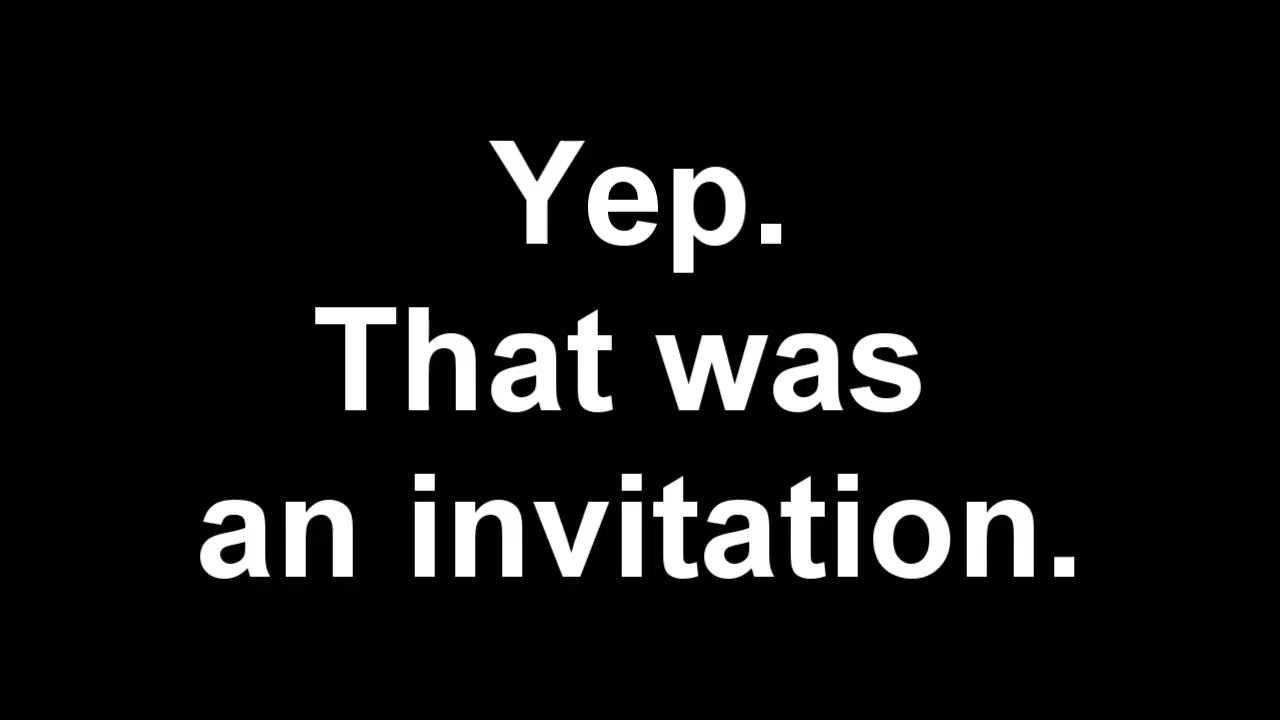 Yep.
That was
an invitation.